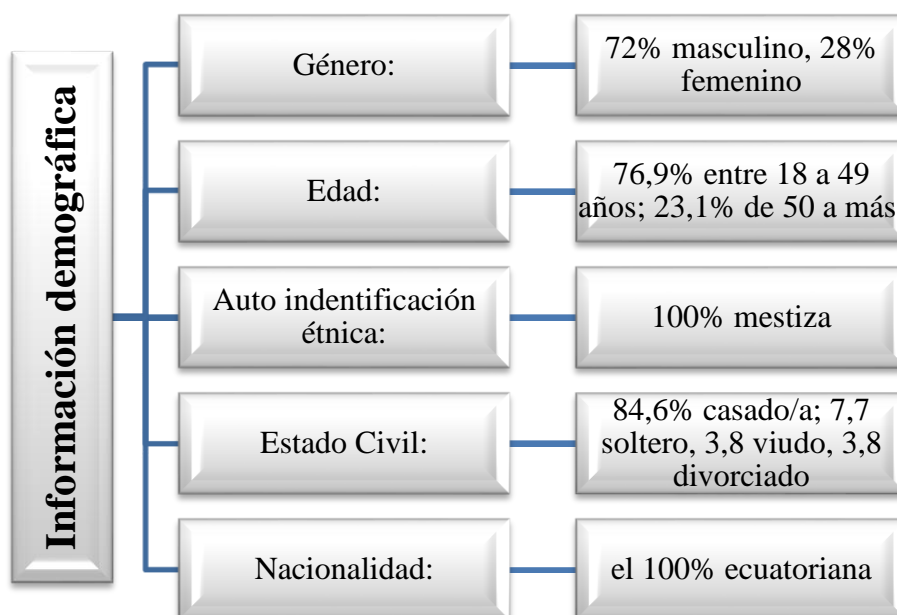 Información demográfica
Género:
72% masculino, 28%
femenino
Edad:
76,9% entre 18 a 49
años; 23,1% de 50 a más
Auto indentificación
étnica:
100% mestiza
Estado Civil:
84,6% casado/a; 7,7
soltero, 3,8 viudo, 3,8
divorciado
Nacionalidad:
el 100% ecuatoriana